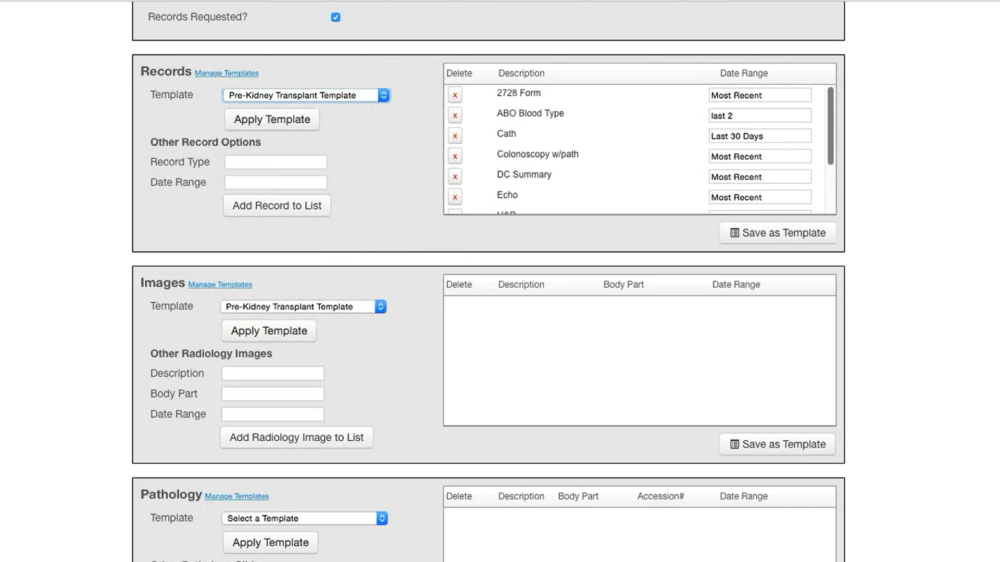 Records Requested?
Records Manage Templates
Template Pre-Kidney Transplant Template
Apply Template
Other Record Options
Record Type
Date Range
Add Record to List
Delete Description Date Range
x 2728 Form Most Recent
x ABO Blood Type last 2
x Cath Last 30 Days
x Colonoscopy w/path Most Recent
x DC Summary Most Recent
x Echo Most Recent
Save as Template
Images Manage Templates
Template Pre-Kidney Transplant Template
Apply Template
Other Radiology Images
Description
Body Part
Date Range
Add Radiology Image to List
Delete Description Body Part Date Range
Save as Template
Pathology Manage Templates
Template Select a Template
Apply Template
Delete Description Body Part Accession# Date Range